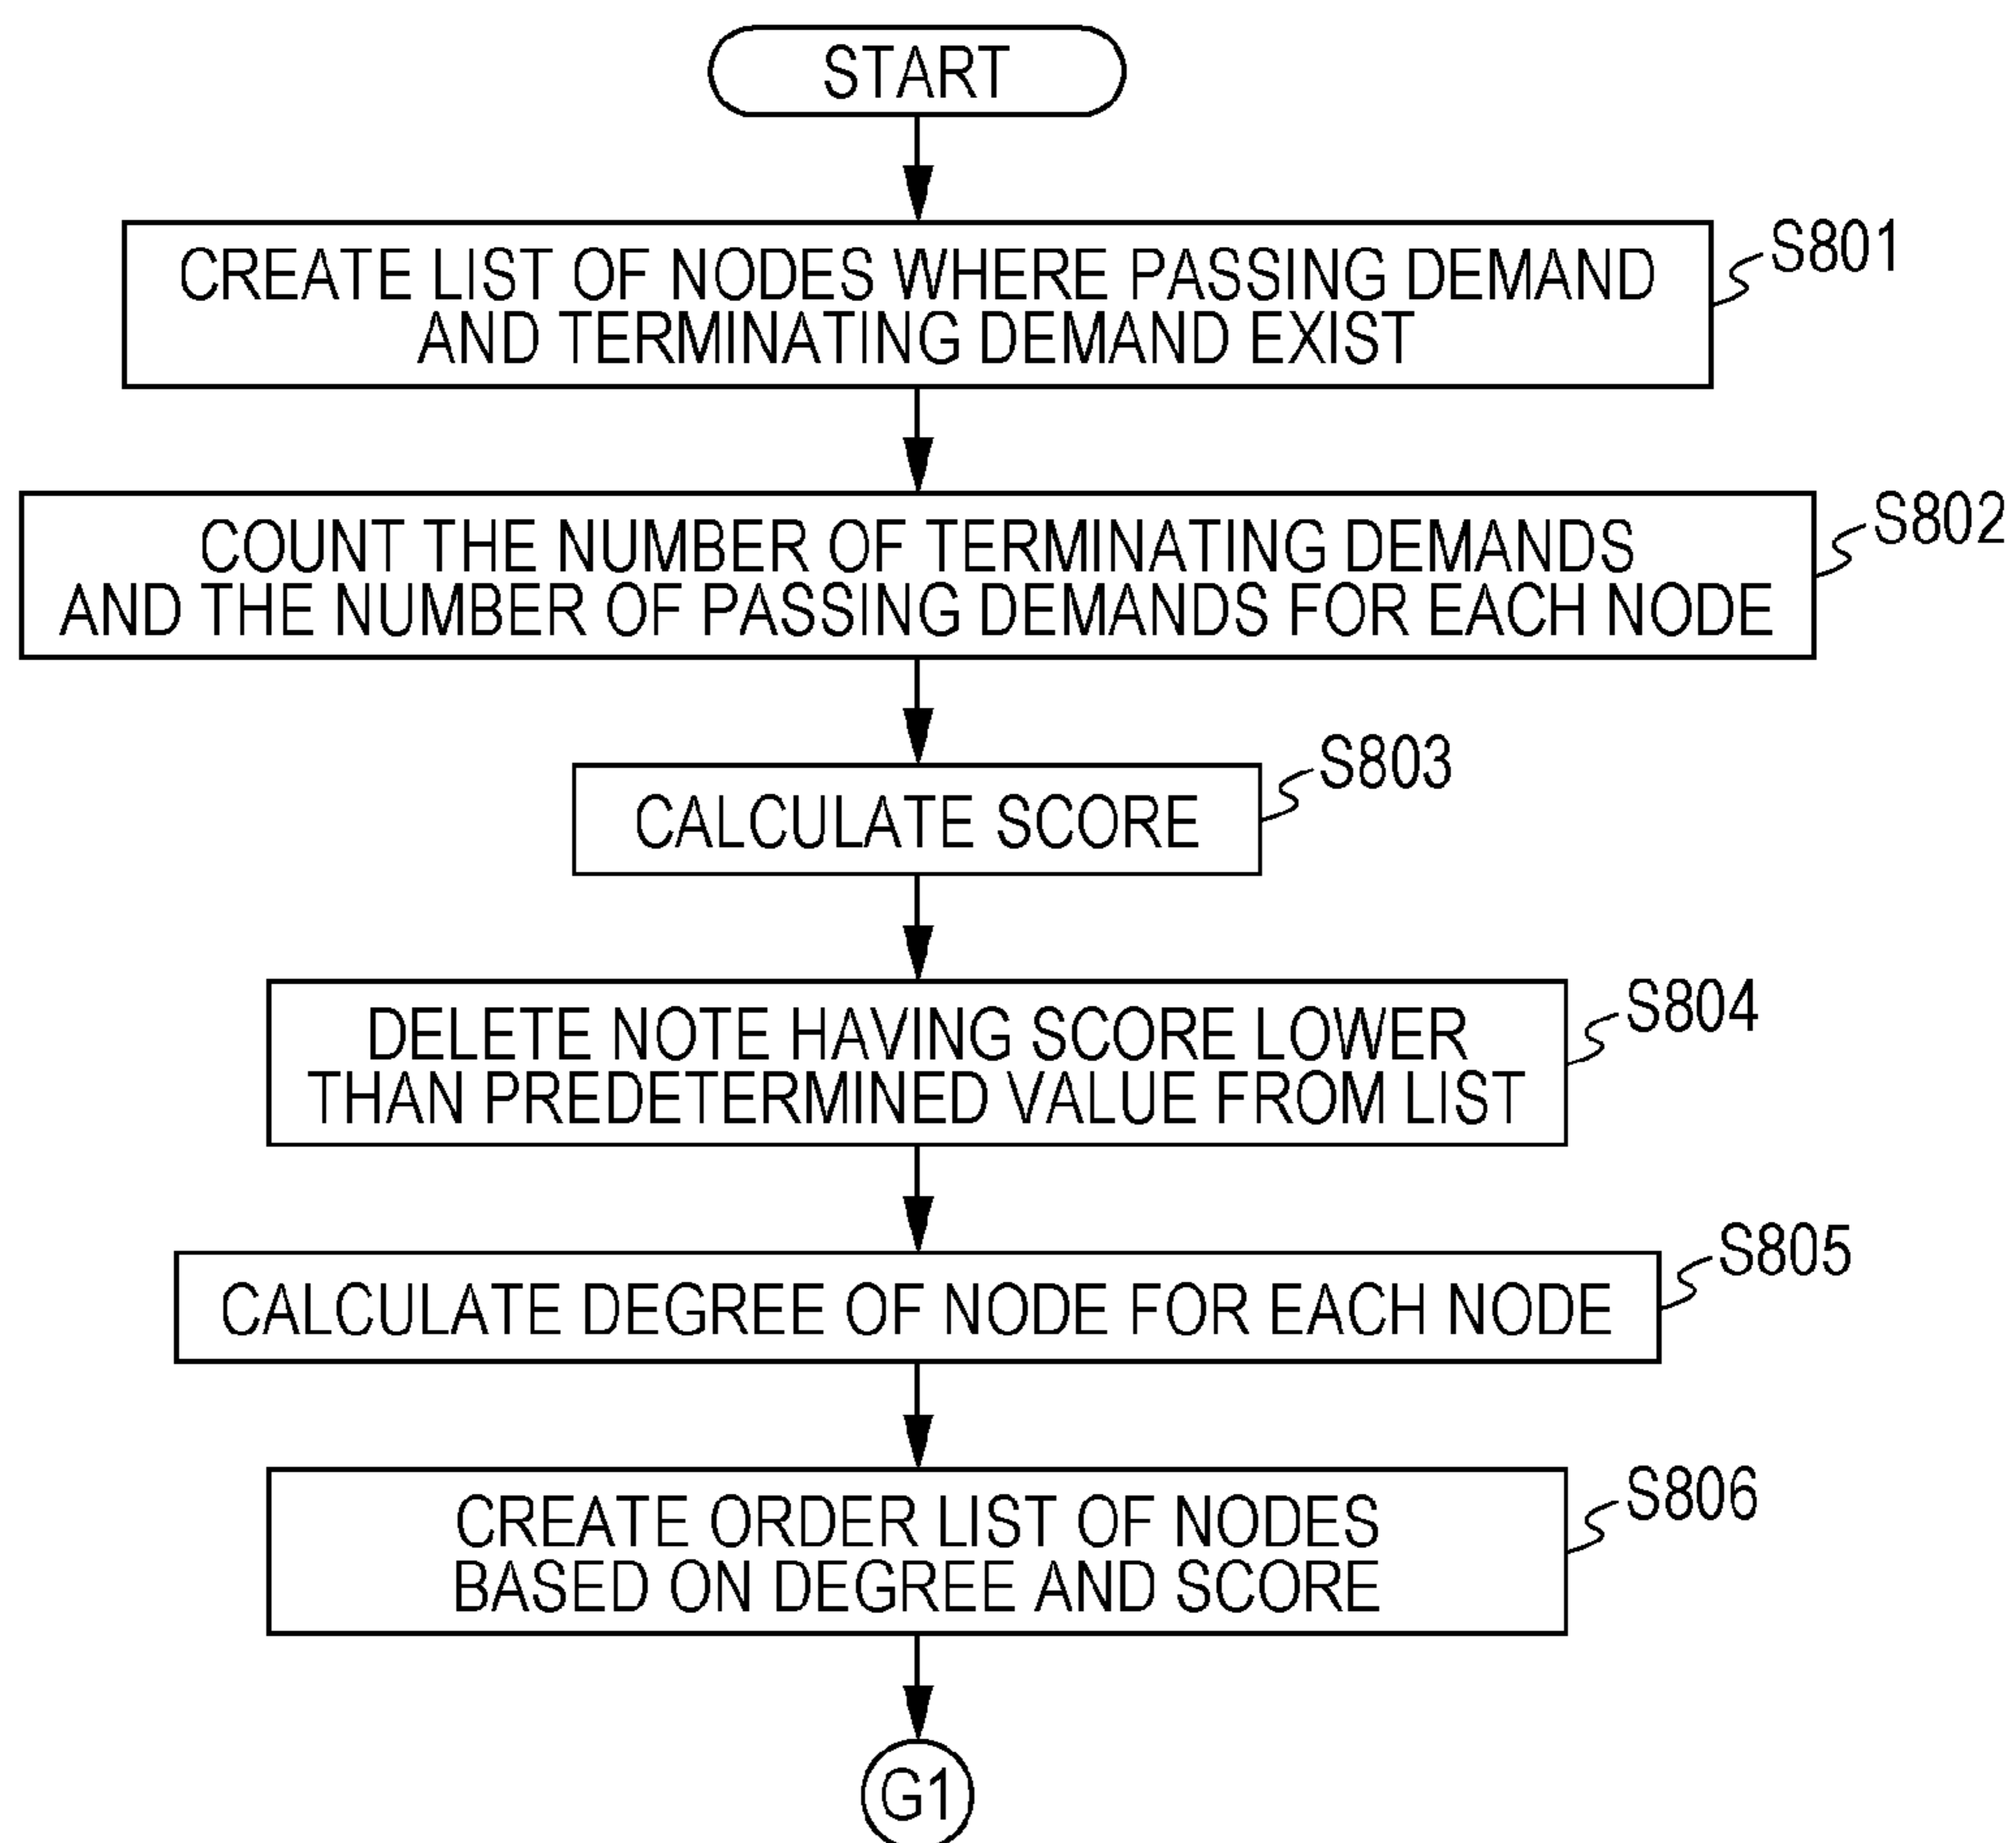 START
CREATE LIST OF NODES WHERE PASSING DEMAND
AND TERMINATING DEMAND EXIST
S801
COUNT THE NUMBER OF TERMINATING DEMANDS
AND THE NUMBER OF PASSING DEMANDS FOR EACH NODE
S802
CALCULATE SCORE
S803
DELETE NOTE HAVING SCORE LOWER
THAN PREDETERMINED VALUE FROM LIST
S804
CALCULATE DEGREE OF NODE FOR EACH NODE
S805
CREATE ORDER LIST OF NODES
BASED ON DEGREE AND SCORE
S806
G1